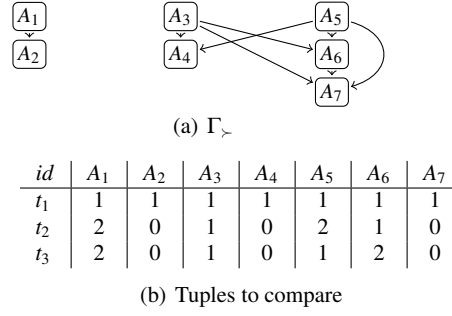 A₁ A₃ A₅
A₂ A₄ A₆
A₇
(a) Γ≻
id A₁ A₂ A₃ A₄ A₅ A₆ A₇
t₁ 1 1 1 1 1 1 1
t₂ 2 0 1 0 2 1 0
t₃ 2 0 1 0 1 2 0
(b) Tuples to compare